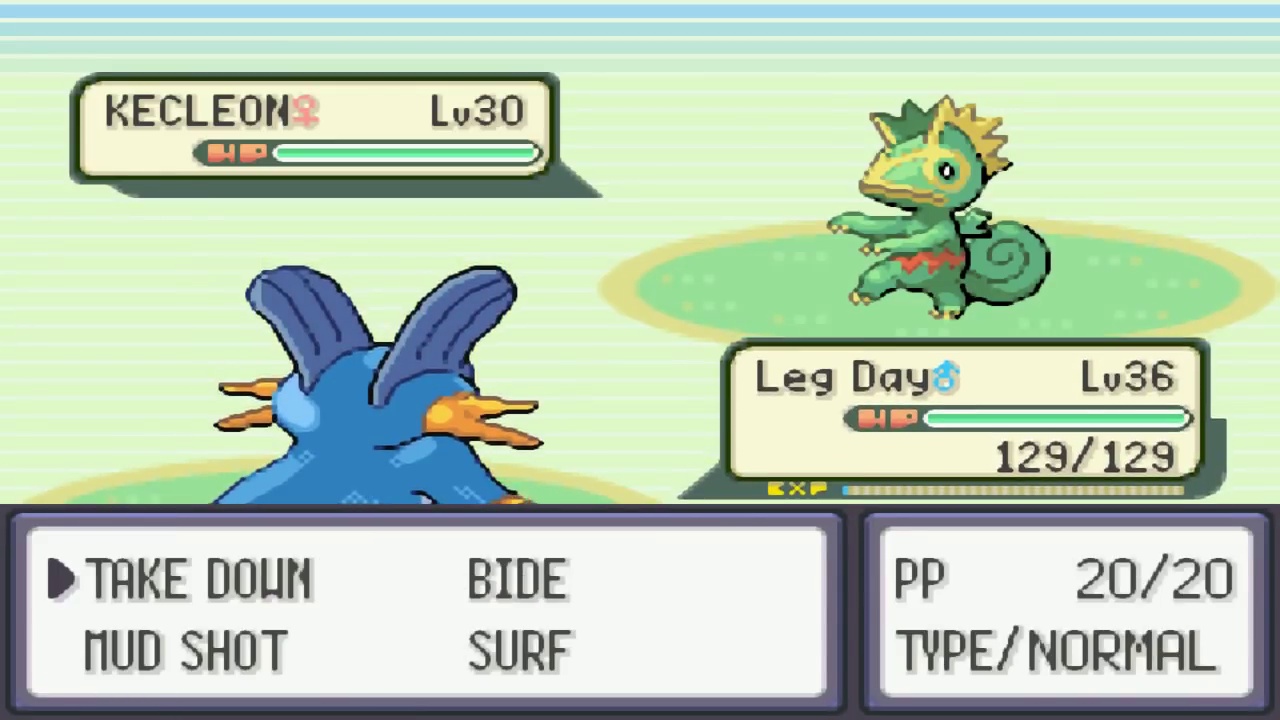 KECLEON♀ Lv30
HP
Leg Day♂ Lv36
HP
129/129
EXP
TAKE DOWN BIDE
MUD SHOT SURF
PP 20/20
TYPE/NORMAL